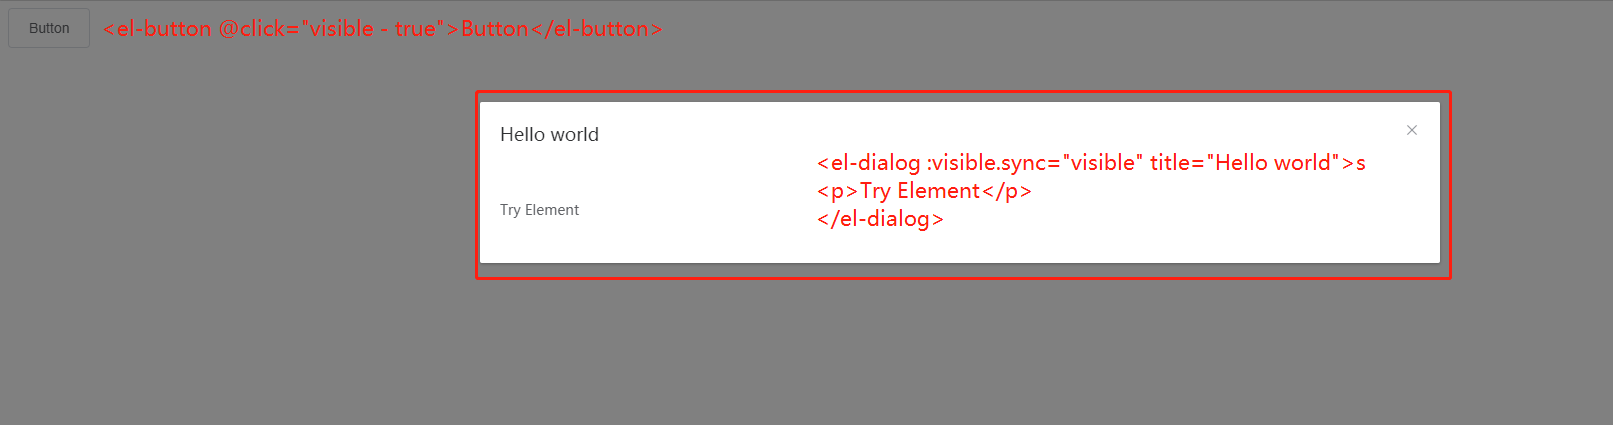 Button <el-button @click="visible - true">Button</el-button>
Hello world
<el-dialog :visible.sync="visible" title="Hello world">s
<p>Try Element</p>
Try Element
</el-dialog>